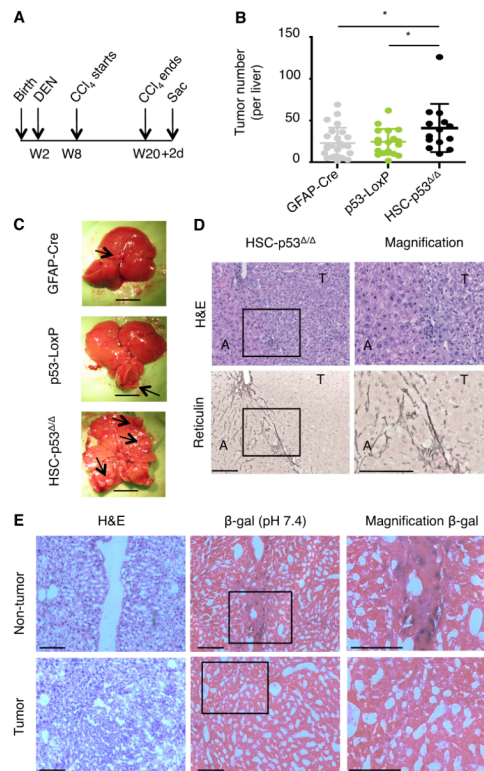 A
Birth
DEN
CCl4 starts
CCl4 ends
Sac
W2
W8
W20 +2d
B
*
*
Tumor number
(per liver)
150
100
50
0
GFAP-Cre
p53-LoxP
HSC-p53Δ/Δ
C
GFAP-Cre
p53-LoxP
HSC-p53Δ/Δ
D
HSC-p53Δ/Δ
Magnification
H&E
T
A
T
A
Reticulin
T
A
T
A
E
H&E
β-gal (pH 7.4)
Magnification β-gal
Non-tumor
Tumor